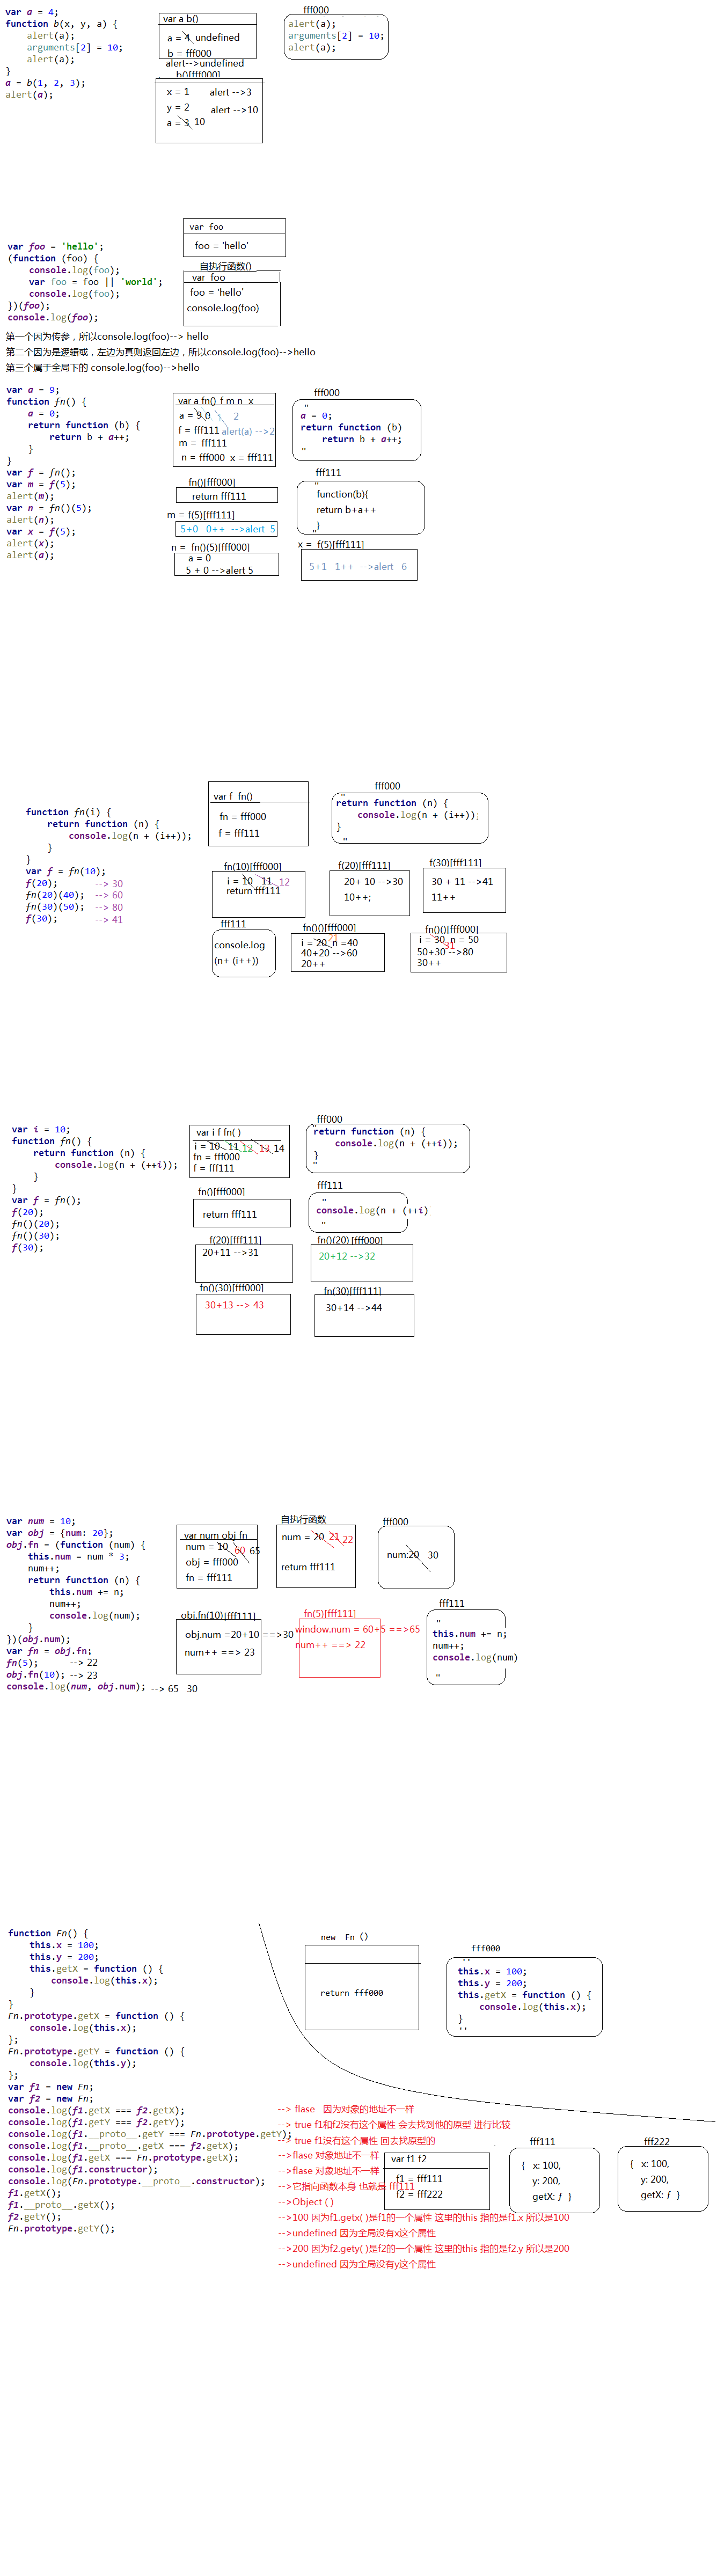 var a = 4;
function b(x, y, a) {
alert(a);
arguments[2] = 10;
alert(a);
}
a = b(1, 2, 3);
alert(a);
var a b()
a = 4 undefined
b = fff000
alert-->undefined
b()[fff000]
x = 1 alert -->3
y = 2 alert -->10
a = 3 10
fff000
alert(a);
arguments[2] = 10;
alert(a);
var foo = 'hello';
(function (foo) {
console.log(foo);
var foo = foo || 'world';
console.log(foo);
})(foo);
console.log(foo);
var foo
foo = 'hello'
自执行函数()
var foo
foo = 'hello'
console.log(foo)
第一个因为传参，所以console.log(foo)--> hello
第二个因为是逻辑或，左边为真则返回左边，所以console.log(foo)-->hello
第三个属于全局下的 console.log(foo)-->hello
var a = 9;
function fn() {
a = 0;
return function (b) {
return b + a++;
}
}
var f = fn();
var m = f(5);
alert(m);
var n = fn()(5);
alert(n);
var x = f(5);
alert(x);
alert(a);
var a fn() f m n x
a = 9 0 2
f = fff111 alert(a) -->2
m = fff111
n = fff000 x = fff111
fff000
"
a = 0;
return function (b)
return b + a++;
"
fn()[fff000]
return fff111
m = f(5)[fff111]
5+0 0++ -->alert 5
n = fn()(5)[fff000]
a = 0
5 + 0 -->alert 5
fff111
"
function(b){
return b+a++
}
"
x = f(5)[fff111]
5+1 1++ -->alert 6
function fn(i) {
return function (n) {
console.log(n + (i++));
}
}
var f = fn(10);
f(20); --> 30
fn(20)(40); --> 60
fn(30)(50); --> 80
f(30); --> 41
var f fn()
fn = fff000
f = fff111
fff000
"
return function (n) {
console.log(n + (i++));
}
"
fn(10)[fff000]
i = 10 11 12
return fff111
f(20)[fff111]
20+ 10 -->30
10++;
f(30)[fff111]
30 + 11 -->41
11++
fff111
console.log
(n+ (i++))
fn()()[fff000]
21
i = 20 n =40
40+20 -->60
20++
fn()()[fff000]
i = 30 n = 50
31
50+30 -->80
30++
var i = 10;
function fn() {
return function (n) {
console.log(n + (++i));
}
}
var f = fn();
f(20);
fn()(20);
fn()(30);
f(30);
var i f fn( )
i = 10 11 12 13 14
fn = fff000
f = fff111
fff000
"
return function (n) {
console.log(n + (++i));
}
"
fn()[fff000]
return fff111
fff111
"
console.log(n + (++i)
"
f(20)[fff111]
20+11 -->31
fn()(20) [fff000]
20+12 -->32
fn()(30)[fff000]
30+13 --> 43
fn(30)[fff111]
30+14 -->44
var num = 10;
var obj = {num: 20};
obj.fn = (function (num) {
this.num = num * 3;
num++;
return function (n) {
this.num += n;
num++;
console.log(num);
}
})(obj.num);
var fn = obj.fn;
fn(5); --> 22
obj.fn(10); --> 23
console.log(num, obj.num); --> 65 30
var num obj fn
num = 10 60 65
obj = fff000
fn = fff111
自执行函数
num = 20 21 22
return fff111
fff000
num:20 30
obj.fn(10)[fff111]
obj.num =20+10 ==>30
num++ ==> 23
fn(5)[fff111]
window.num = 60+5 ==>65
num++ ==> 22
fff111
"
this.num += n;
num++;
console.log(num)
"
function Fn() {
this.x = 100;
this.y = 200;
this.getX = function () {
console.log(this.x);
}
}
Fn.prototype.getX = function () {
console.log(this.x);
};
Fn.prototype.getY = function () {
console.log(this.y);
};
var f1 = new Fn;
var f2 = new Fn;
new Fn ()
return fff000
fff000
''
this.x = 100;
this.y = 200;
this.getX = function () {
console.log(this.x);
}
''
console.log(f1.getX === f2.getX); --> flase 因为对象的地址不一样
console.log(f1.getY === f2.getY); --> true f1和f2没有这个属性 会去找到他的原型 进行比较
console.log(f1.__proto__.getY === Fn.prototype.getY); --> true f1没有这个属性 回去找原型的
console.log(f1.__proto__.getX === f2.getX); -->flase 对象地址不一样
console.log(f1.getX === Fn.prototype.getX); -->flase 对象地址不一样
console.log(f1.constructor); -->它指向函数本身 也就是 fff111
console.log(Fn.prototype.__proto__.constructor); -->Object ( )
f1.getX(); -->100 因为f1.getx( )是f1的一个属性 这里的this 指的是f1.x 所以是100
f1.__proto__.getX(); -->undefined 因为全局没有x这个属性
f2.getY(); -->200 因为f2.gety( )是f2的一个属性 这里的this 指的是f2.y 所以是200
Fn.prototype.getY(); -->undefined 因为全局没有y这个属性
var f1 f2
f1 = fff111
f2 = fff222
fff111
{ x: 100,
y: 200,
getX: ƒ }
fff222
{ x: 100,
y: 200,
getX: ƒ }